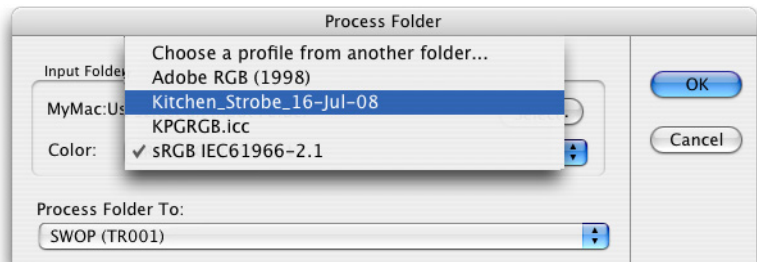 Process Folder
Choose a profile from another folder...
Input Folder
Adobe RGB (1998)
OK
MyMac:Us
Kitchen_Strobe_16-Jul-08
KPGRGB.icc
Cancel
Color:
✓ sRGB IEC61966-2.1
Process Folder To:
SWOP (TR001)